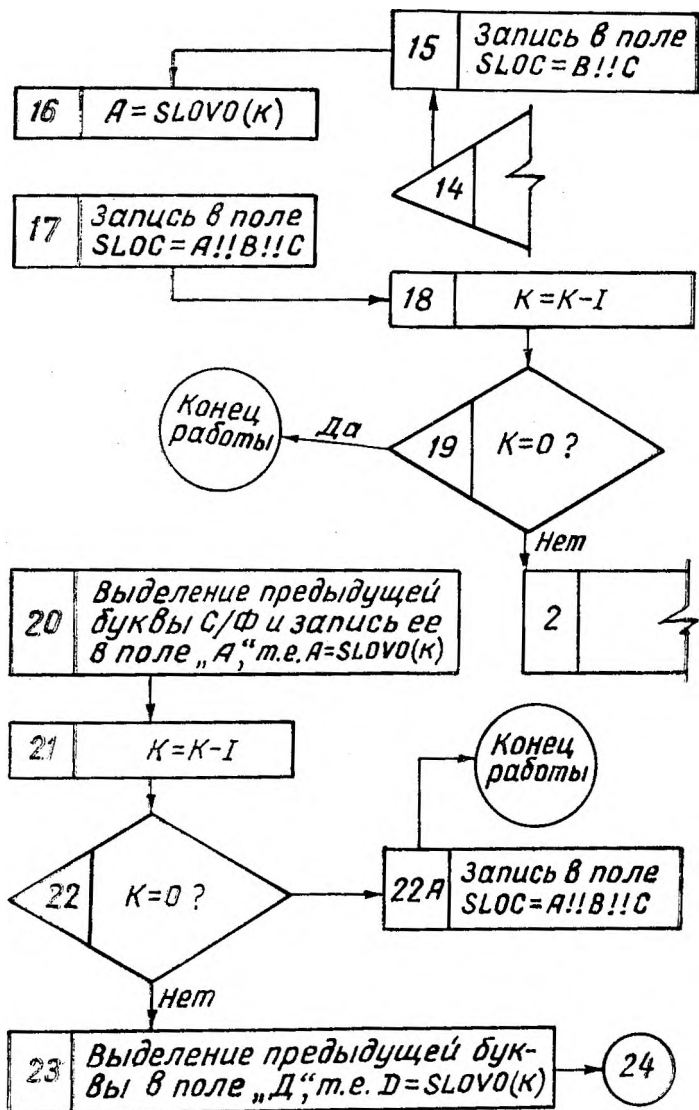 15
Запись в поле
SLOC=B!!C
16
A=SLOVO(K)
14
17
Запись в поле
SLOC=A!!B!!C
18
K=K-I
Конец
работы
Да
19
K=0 ?
Нет
20
Выделение предыдущей
буквы С/Ф и запись ее
в поле „А,“ т.е. A=SLOVO(K)
2
21
K=K-I
Конец
работы
22
K=0 ?
22A
Запись в поле
SLOC=A!!B!!C
Нет
23
Выделение предыдущей бук-
вы в поле „Д,“ т.е. D=SLOVO(K)
24